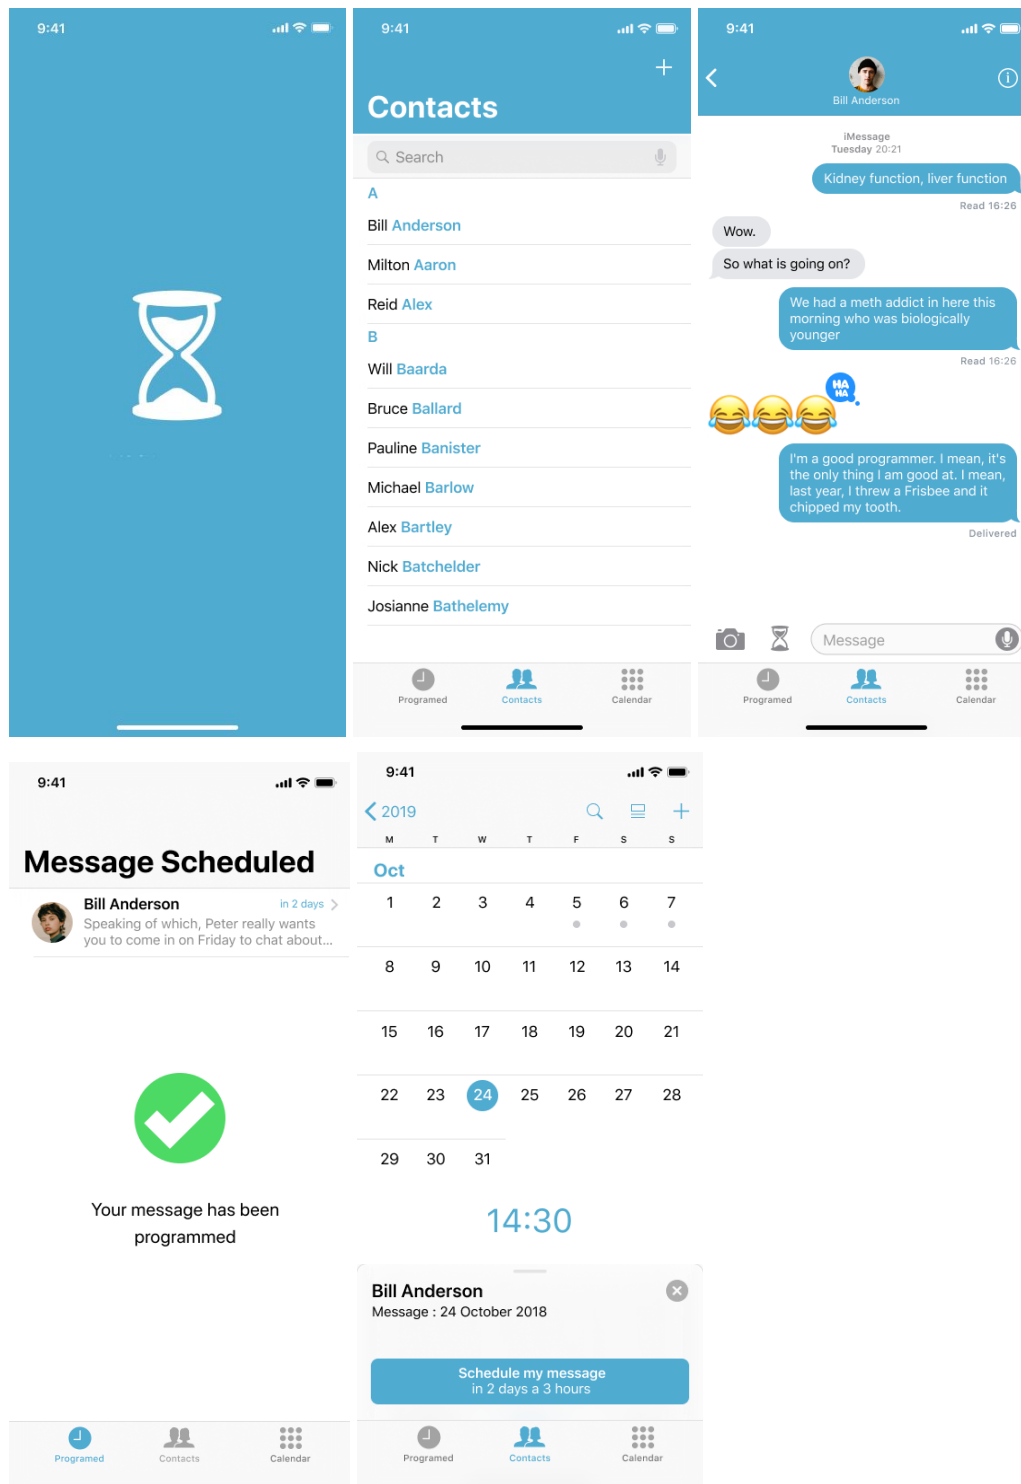 9:41
9:41
Contacts
Search
A
Bill Anderson
Milton Aaron
Reid Alex
B
Will Baarda
Bruce Ballard
Pauline Banister
Michael Barlow
Alex Bartley
Nick Batchelder
Josianne Bathelemy
Programed Contacts Calendar
9:41
Bill Anderson
iMessage
Tuesday 20:21
Kidney function, liver function
Read 16:26
Wow.
So what is going on?
We had a meth addict in here this
morning who was biologically
younger
Read 16:26
HA
HA
I'm a good programmer. I mean, it's
the only thing I am good at. I mean,
last year, I threw a Frisbee and it
chipped my tooth.
Delivered
Message
Programed Contacts Calendar
9:41
Message Scheduled
Bill Anderson in 2 days
Speaking of which, Peter really wants
you to come in on Friday to chat about...
Your message has been
programmed
Programed Contacts Calendar
9:41
2019
M T W T F S S
Oct
1 2 3 4 5 6 7
8 9 10 11 12 13 14
15 16 17 18 19 20 21
22 23 24 25 26 27 28
29 30 31
14:30
Bill Anderson
Message : 24 October 2018
Schedule my message
in 2 days a 3 hours
Programed Contacts Calendar